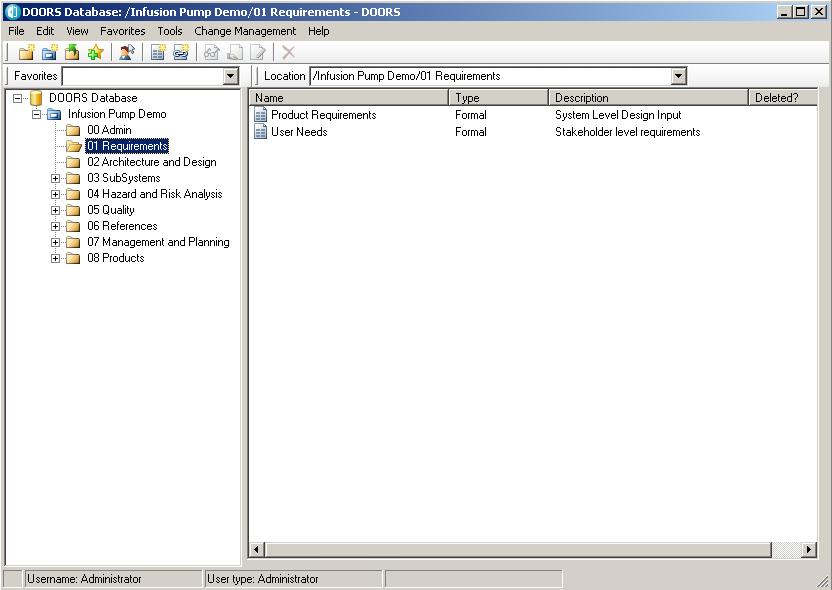 DOORS Database: /Infusion Pump Demo/01 Requirements - DOORS
File Edit View Favorites Tools Change Management Help
Favorites Location /Infusion Pump Demo/01 Requirements
DOORS Database
Infusion Pump Demo
00 Admin
01 Requirements
02 Architecture and Design
03 SubSystems
04 Hazard and Risk Analysis
05 Quality
06 References
07 Management and Planning
08 Products
Name Type Description Deleted?
Product Requirements Formal System Level Design Input
User Needs Formal Stakeholder level requirements
Username: Administrator User type: Administrator